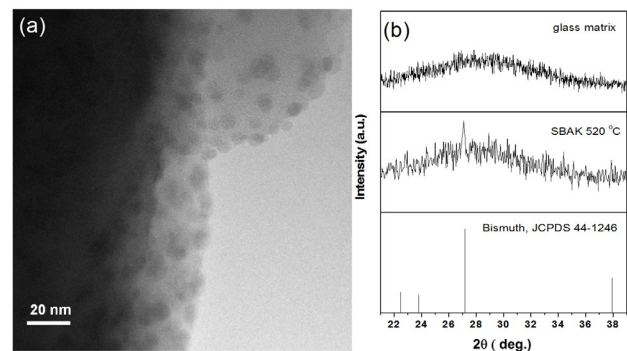 (a)
20 nm
(b)
glass matrix
SBAK 520 °C
Bismuth, JCPDS 44-1246
Intensity (a.u.)
22 24 26 28 30 32 34 36 38
2θ ( deg.)